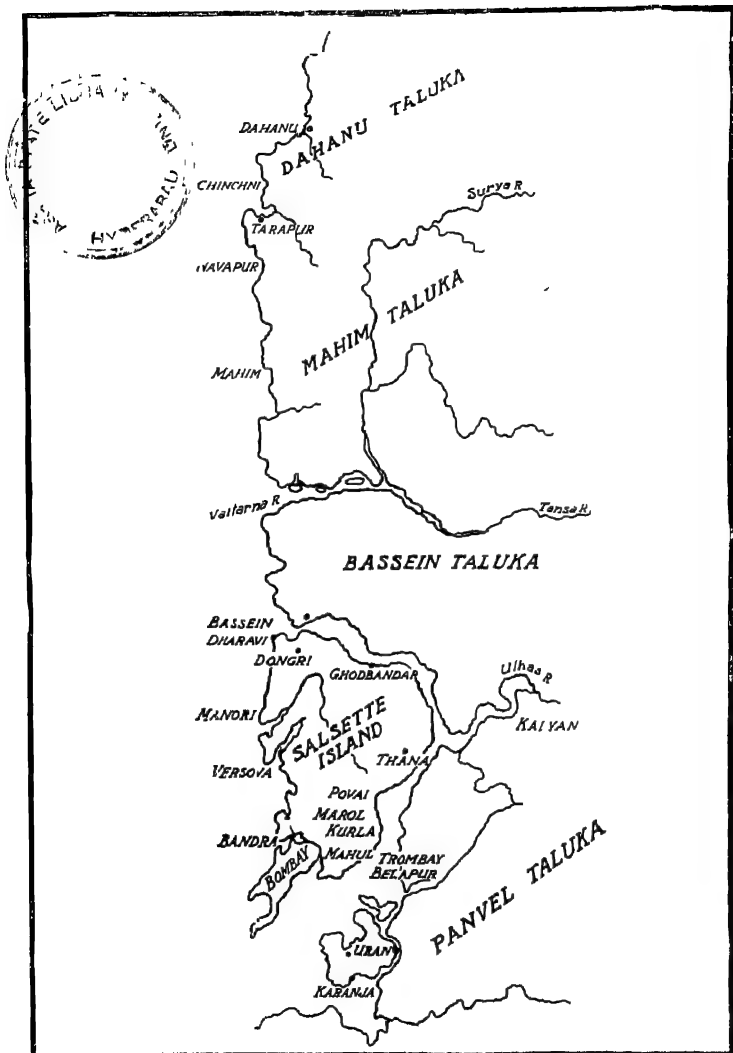 DAHANU
DAHANU TALUKA
CHINCHNI
Surya R
TARAPUR
NAVAPUR
MAHIM TALUKA
MAHIM
Vaitarna R
Tansa R
BASSEIN TALUKA
BASSEIN
DHARAVI
DONGRI
GHODBANDAR
Ulhas R
MANORI
KALYAN
SALSETTE
ISLAND
THANA
VERSOVA
POVAI
MAROL
KURLA
BANDRA
MAHUL
TROMBAY
BELAPUR
BOMBAY
PANVEL TALUKA
URAN
KARANJA